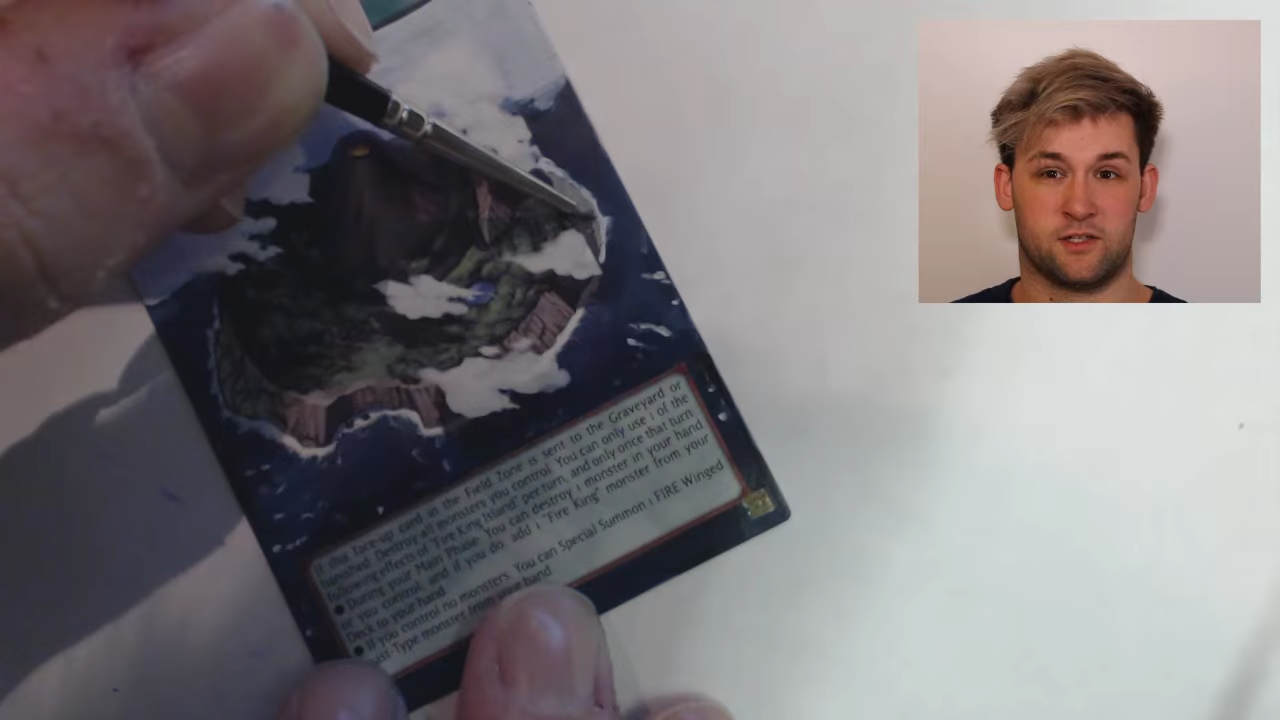 If this face-up card in the Field Zone is sent to the Graveyard or
banished: Destroy all monsters you control. You can only use 1 of the
following effects of "Fire King Island" per turn, and only once that turn.
●During your Main Phase: You can destroy 1 monster in your hand
or you control, and if you do, add 1 "Fire King" monster from your
Deck to your hand.
●If you control no monsters: You can Special Summon 1 FIRE Winged
Beast-Type monster from your hand.